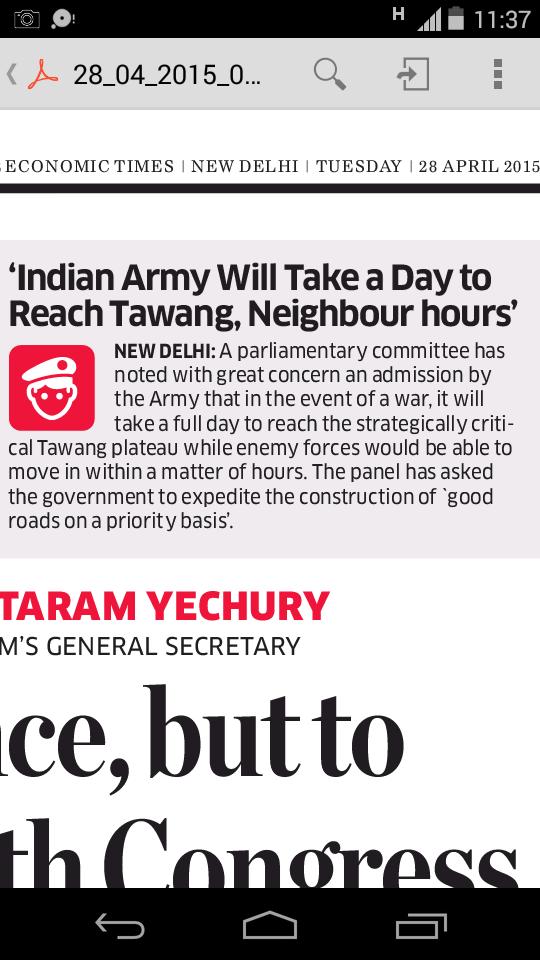 H 11:37
28_04_2015_0...
ECONOMIC TIMES | NEW DELHI | TUESDAY | 28 APRIL 2015
‘Indian Army Will Take a Day to
Reach Tawang, Neighbour hours’
NEW DELHI: A parliamentary committee has
noted with great concern an admission by
the Army that in the event of a war, it will
take a full day to reach the strategically criti-
cal Tawang plateau while enemy forces would be able to
move in within a matter of hours. The panel has asked
the government to expedite the construction of `good
roads on a priority basis’.
TARAM YECHURY
M’S GENERAL SECRETARY
ce, but to
th Congress